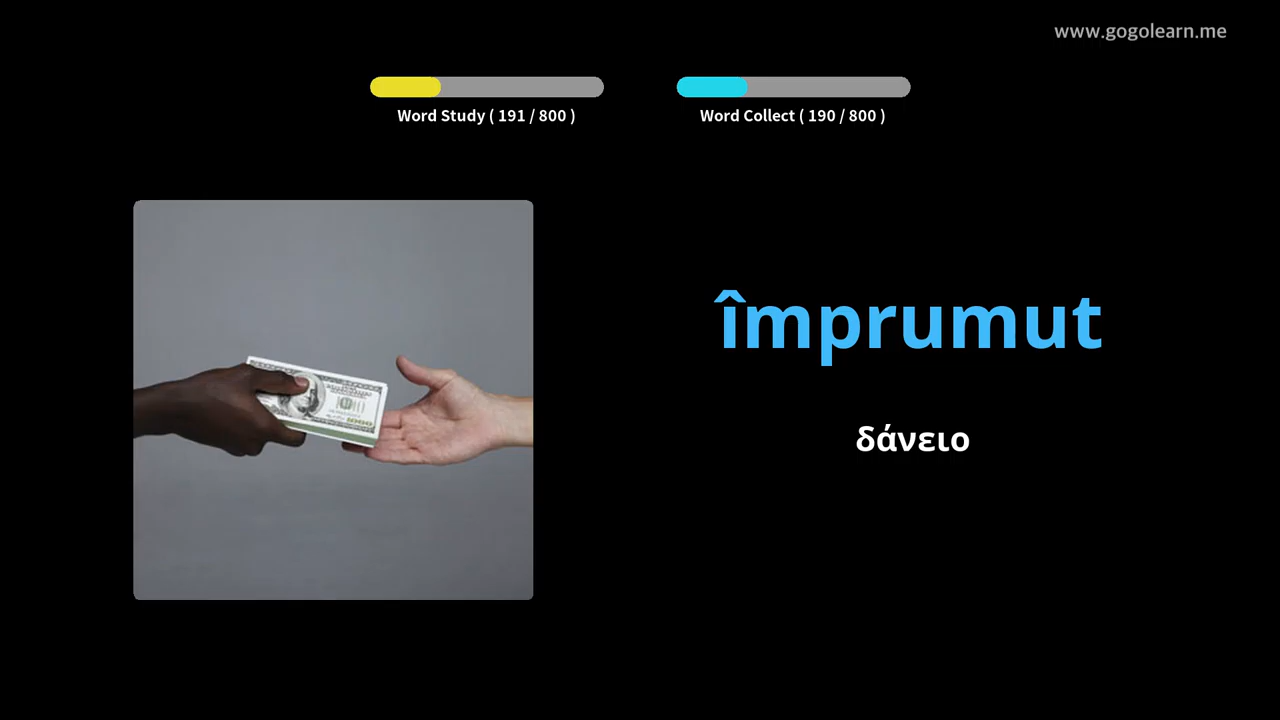 www.gogolearn.me
Word Study ( 191 / 800 )
Word Collect ( 190 / 800 )
împrumut
δάνειο